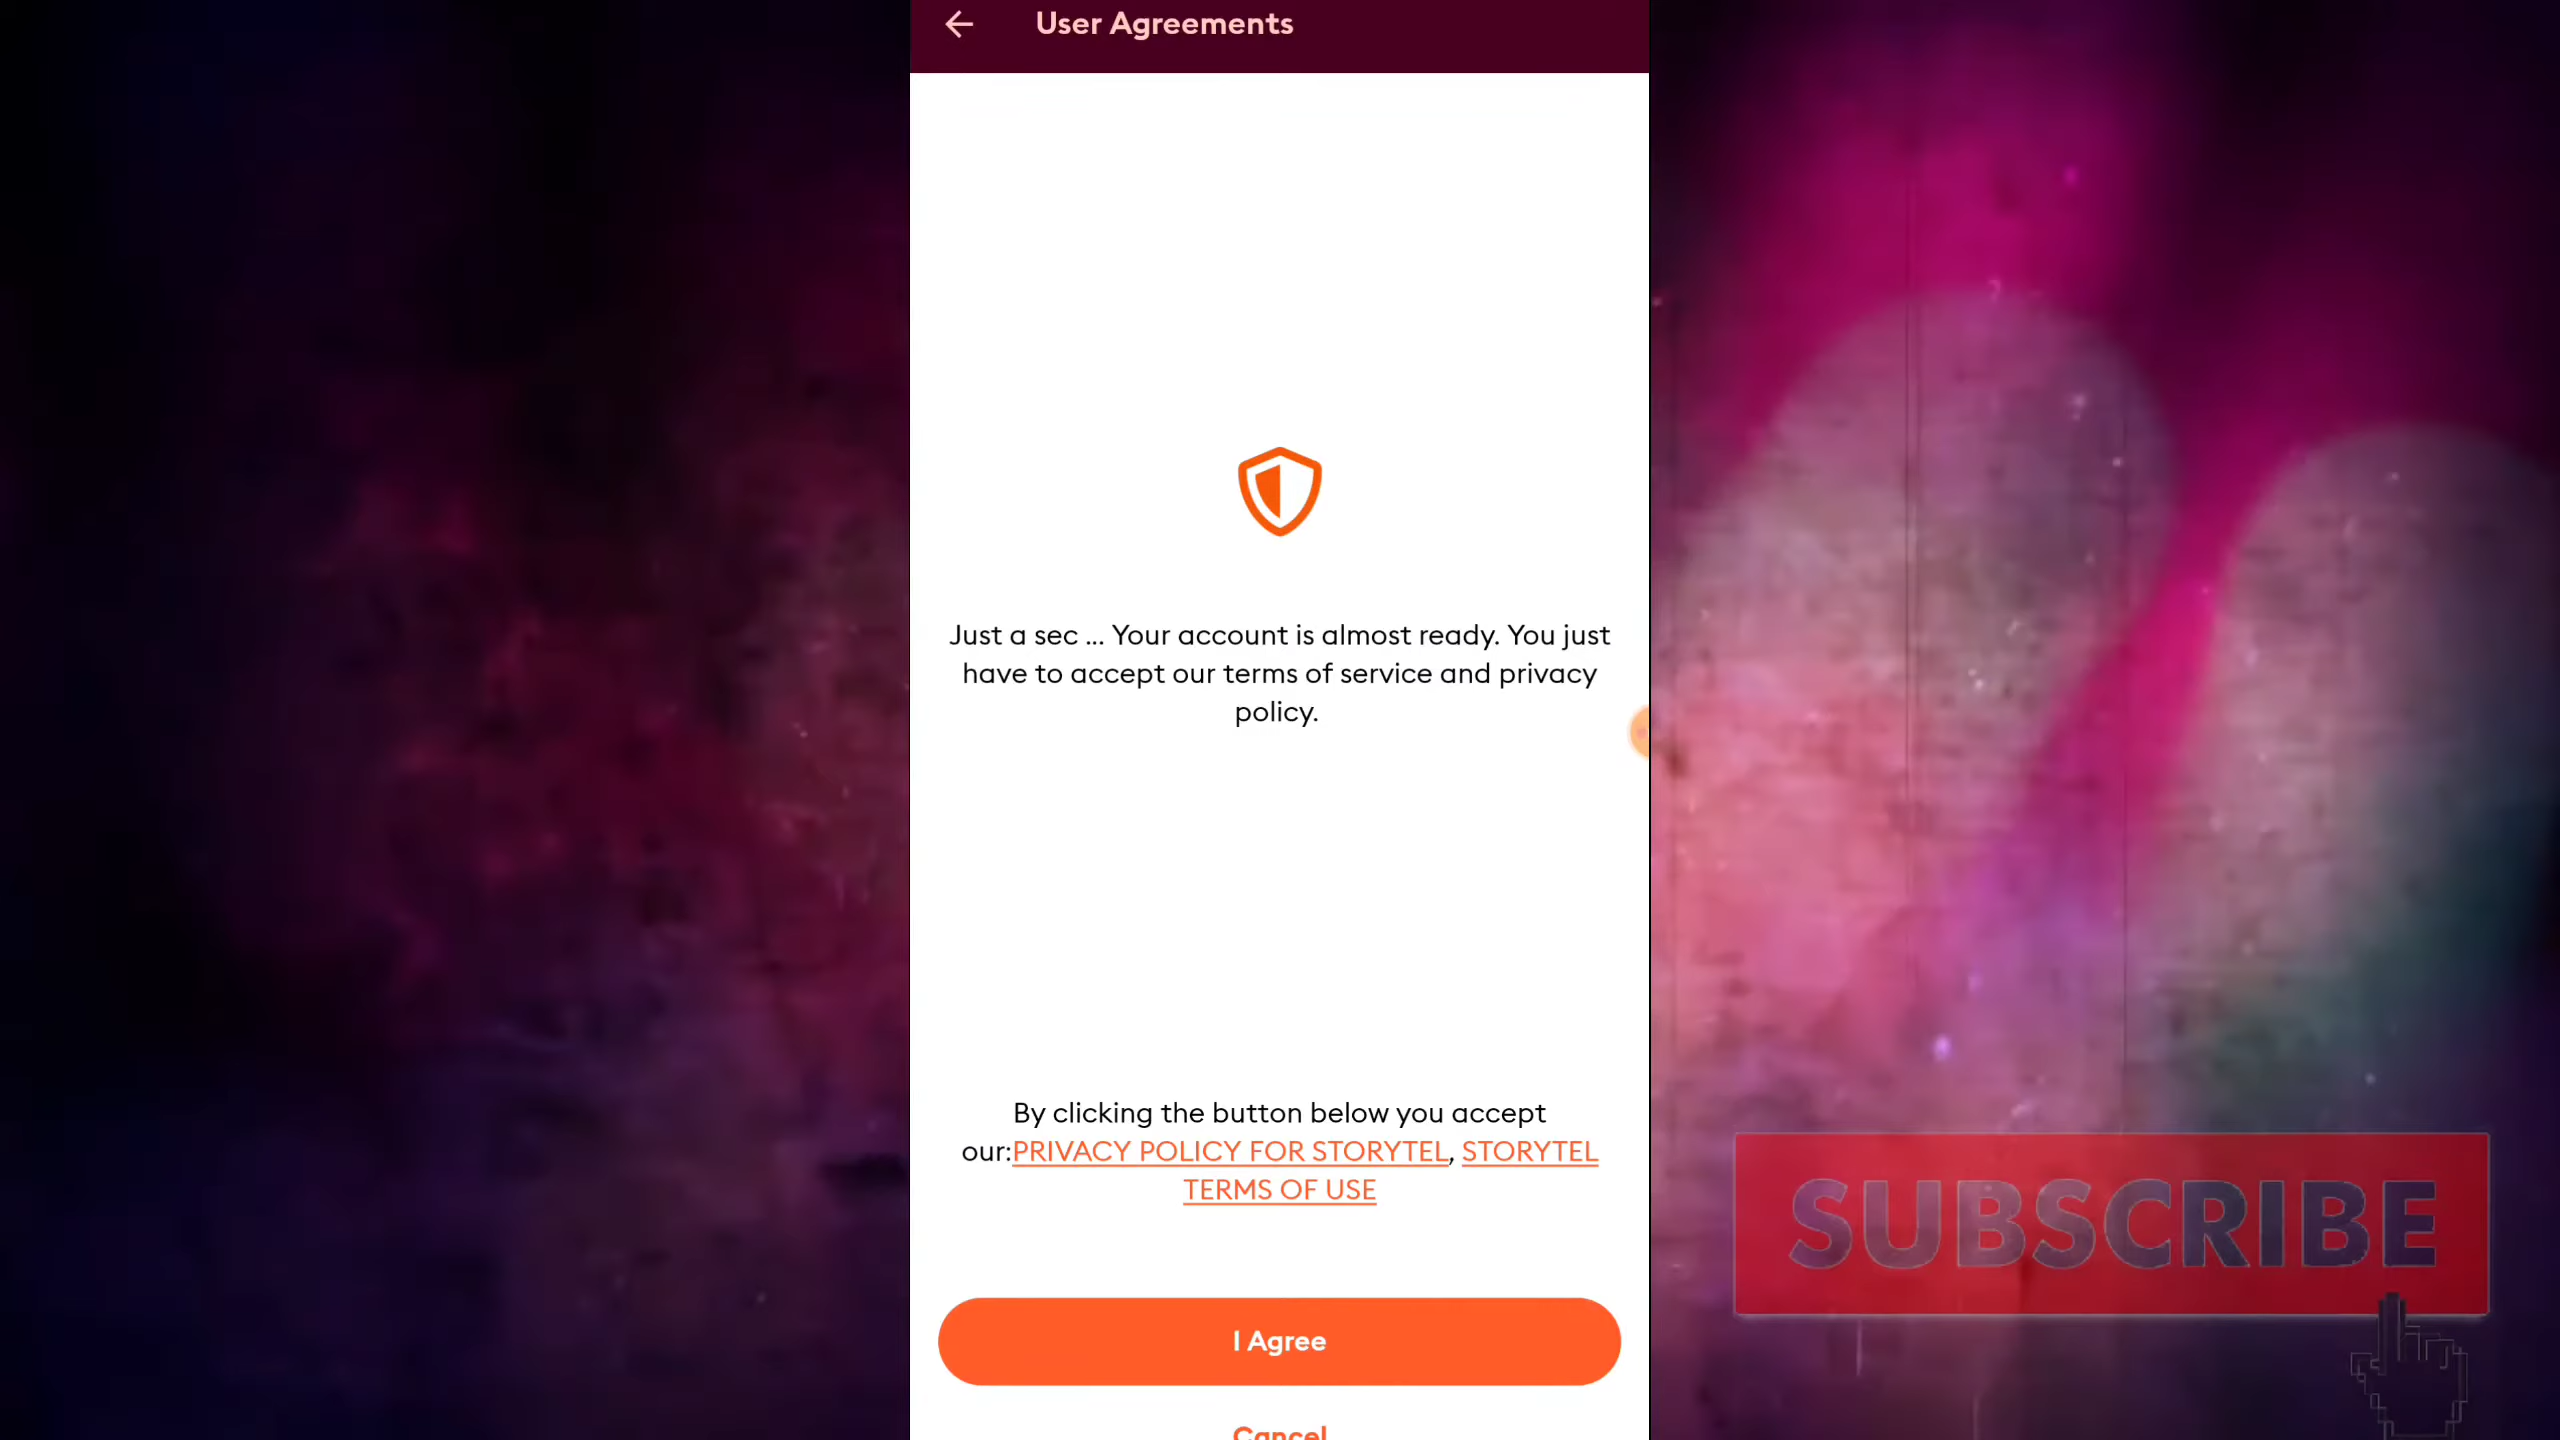 User Agreements
Just a sec ... Your account is almost ready. You just
have to accept our terms of service and privacy
policy.
By clicking the button below you accept
our:PRIVACY POLICY FOR STORYTEL, STORYTEL
TERMS OF USE
I Agree
Cancel
SUBSCRIBE